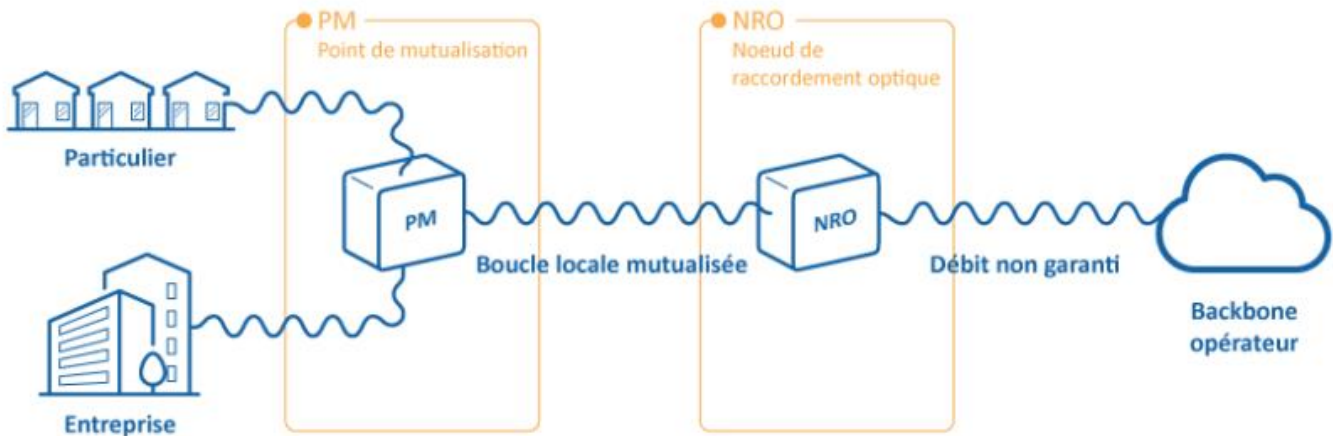 PM
Point de mutualisation
NRO
Noeud de
raccordement optique
Particulier
PM
NRO
Boucle locale mutualisée
Débit non garanti
Backbone
opérateur
Entreprise